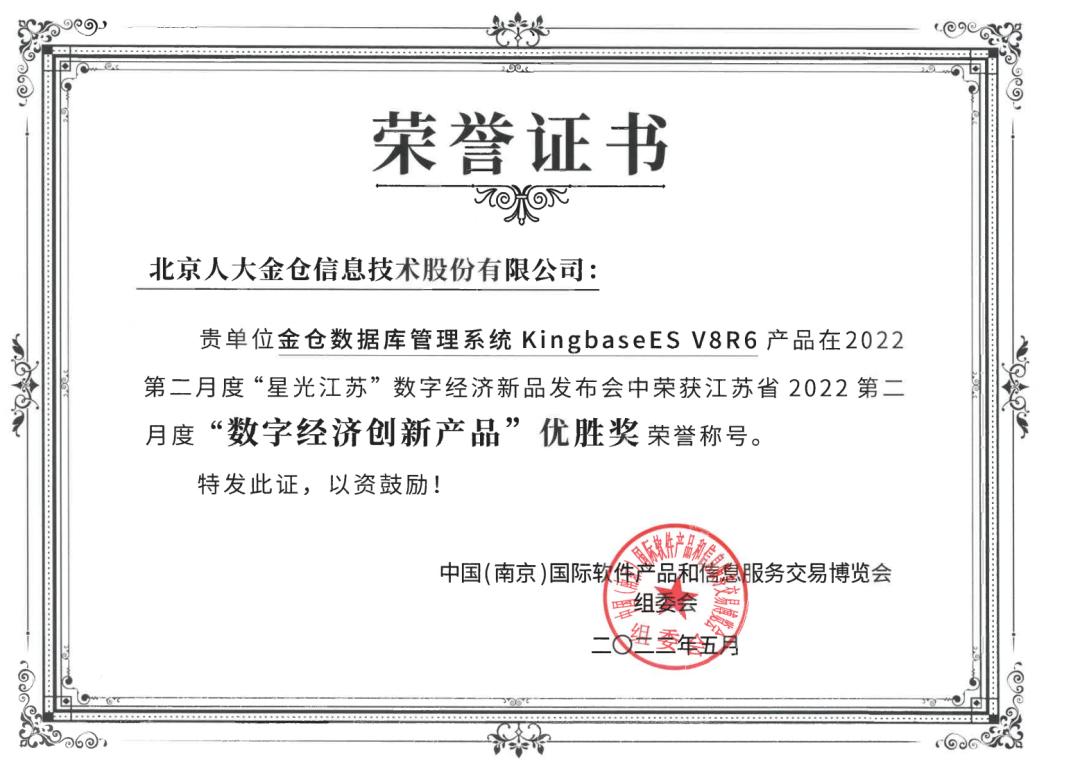 荣誉证书
北京人大金仓信息技术股份有限公司：
贵单位金仓数据库管理系统 KingbaseES V8R6 产品在2022
第二月度“星光江苏”数字经济新品发布会中荣获江苏省 2022 第二
月度“数字经济创新产品”优胜奖荣誉称号。
特发此证，以资鼓励！
中国(南京)国际软件产品和信息服务交易博览会
组委会
二〇二二年五月
中国(南京)国际软件产品和信息服务交易博览会
组委会